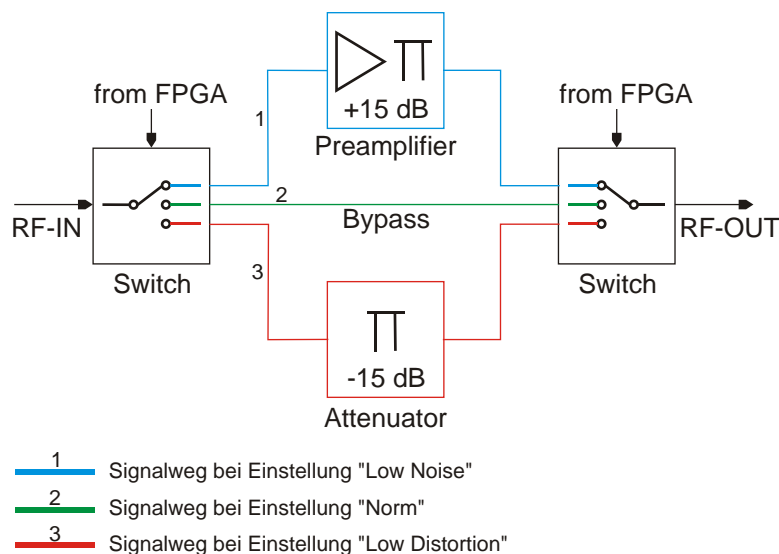 +15 dB
Preamplifier
from FPGA
from FPGA
1
2
RF-IN
Bypass
RF-OUT
Switch
3
Switch
-15 dB
Attenuator
1 Signalweg bei Einstellung "Low Noise"
2 Signalweg bei Einstellung "Norm"
3 Signalweg bei Einstellung "Low Distortion"